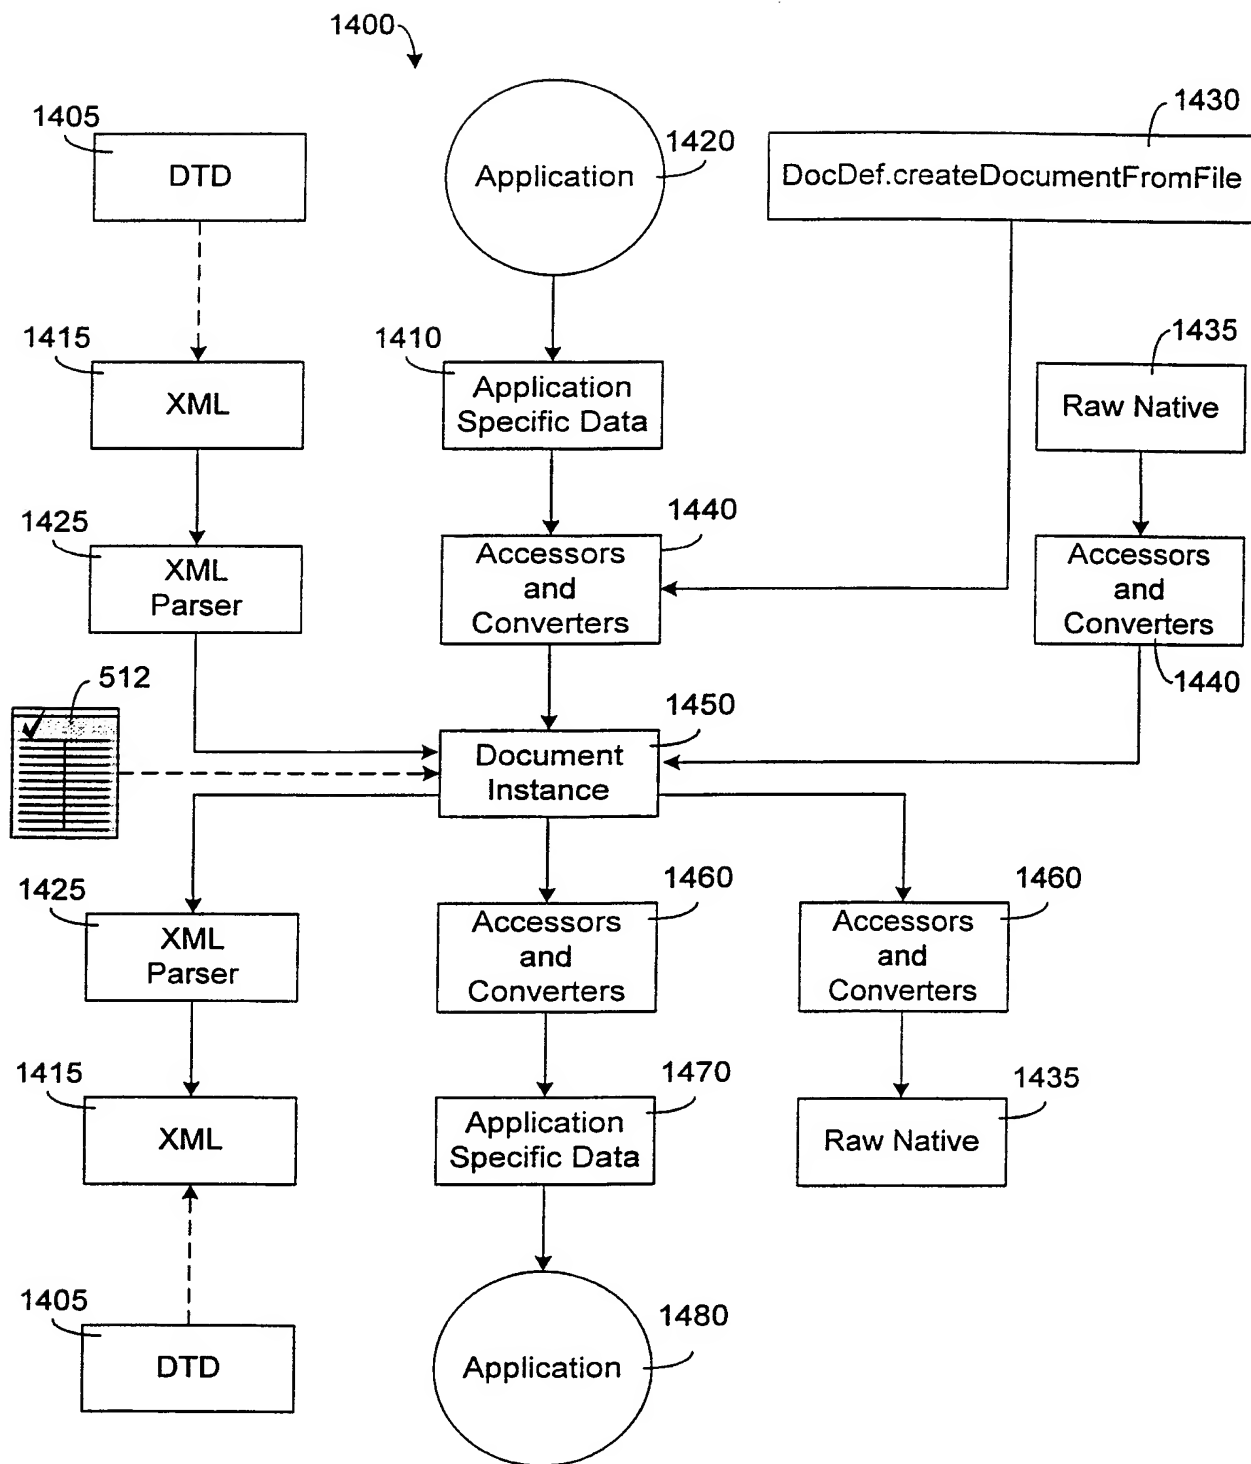 1400
1405
DTD
Application
1420
1430
DocDef.createDocumentFromFile
1415
XML
1410
Application
Specific Data
1435
Raw Native
1425
XML
Parser
1440
Accessors
and
Converters
Accessors
and
Converters
1440
512
1450
Document
Instance
1425
XML
Parser
1460
Accessors
and
Converters
1460
Accessors
and
Converters
1415
XML
1470
Application
Specific Data
1435
Raw Native
1405
DTD
Application
1480